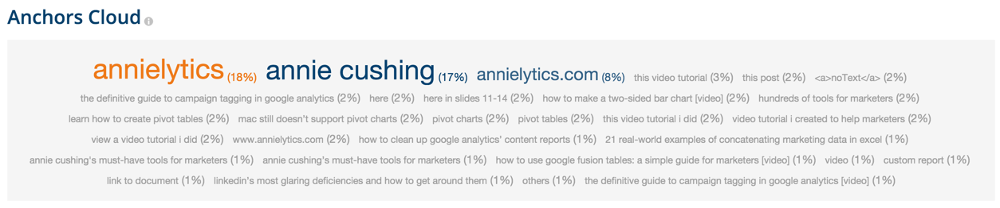 Anchors Cloud
annielytics (18%) annie cushing (17%) annielytics.com (8%) this video tutorial (3%) this post (2%) <a>noText</a> (2%)
the definitive guide to campaign tagging in google analytics (2%) here (2%) here in slides 11-14 (2%) how to make a two-sided bar chart [video] (2%) hundreds of tools for marketers (2%)
learn how to create pivot tables (2%) mac still doesn't support pivot charts (2%) pivot charts (2%) pivot tables (2%) this video tutorial i did (2%) video tutorial i created to help marketers (2%)
view a video tutorial i did (2%) www.annielytics.com (2%) how to clean up google analytics' content reports (1%) 21 real-world examples of concatenating marketing data in excel (1%)
annie cushing's must-have tools for marketers (1%) annie cushing's must-have tools for marketers (1%) how to use google fusion tables: a simple guide for marketers [video] (1%) video (1%) custom report (1%)
link to document (1%) linkedin's most glaring deficiencies and how to get around them (1%) others (1%) the definitive guide to campaign tagging in google analytics [video] (1%)